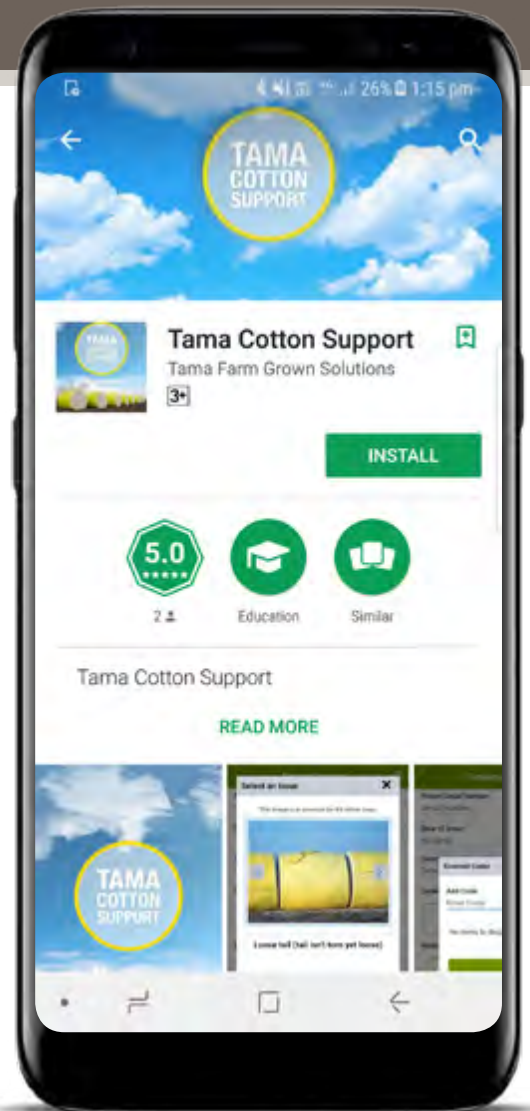 26% 1:15 pm
TAMA
COTTON
SUPPORT
Tama Cotton Support
Tama Farm Grown Solutions
3+
INSTALL
5.0
2
Education
Similar
Tama Cotton Support
READ MORE
TAMA
COTTON
SUPPORT
Select an Issue
Loose tail (tail isn't torn yet loose)
Add Code